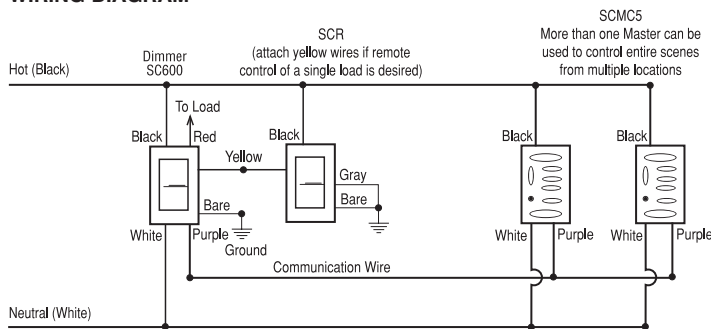 WIRING DIAGRAM
SCMC5
More than one Master can be
used to control entire scenes
from multiple locations
SCR
(attach yellow wires if remote
control of a single load is desired)
Dimmer
SC600
Hot (Black)
To Load
Black
Red
Black
Black
Black
Yellow
Gray
Bare
Bare
Ground
White
Purple
White
Purple
White
Purple
Communication Wire
Neutral (White)